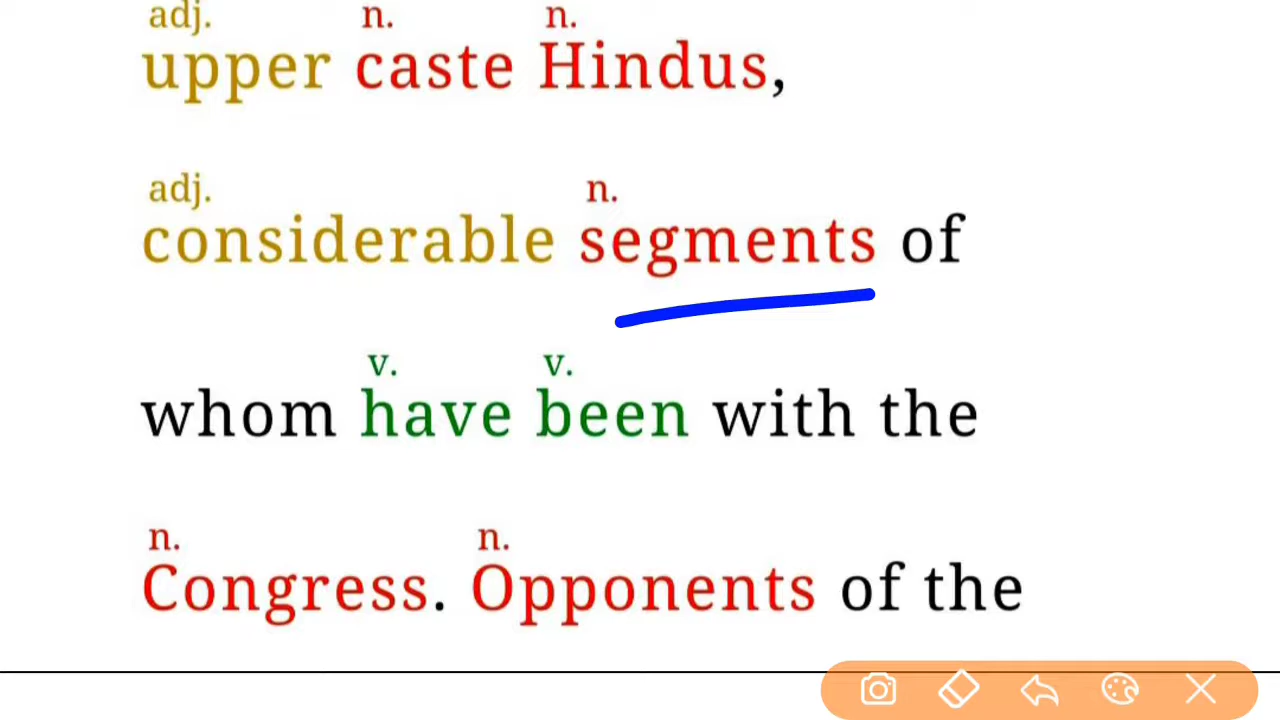 adj. n. n.
upper caste Hindus,
adj. n.
considerable segments of
v. v.
whom have been with the
n. n.
Congress. Opponents of the